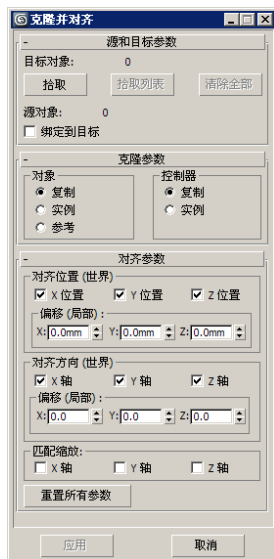 克隆并对齐
- 源和目标参数
目标对象: 0
拾取 拾取列表 清除全部
源对象: 0
绑定到目标
- 克隆参数
对象 控制器
复制 复制
实例 实例
参考
- 对齐参数
对齐位置 (世界)
X 位置 Y 位置 Z 位置
偏移 (局部) :
X: 0.0mm Y: 0.0mm Z: 0.0mm
对齐方向 (世界)
X 轴 Y 轴 Z 轴
偏移 (局部) :
X: 0.0 Y: 0.0 Z: 0.0
匹配缩放:
X 轴 Y 轴 Z 轴
重置所有参数
应用 取消